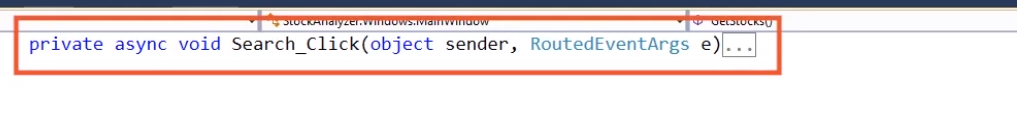 StockAnalyzer.Windows.MainWindow GetStocks()
private async void Search_Click(object sender, RoutedEventArgs e)...